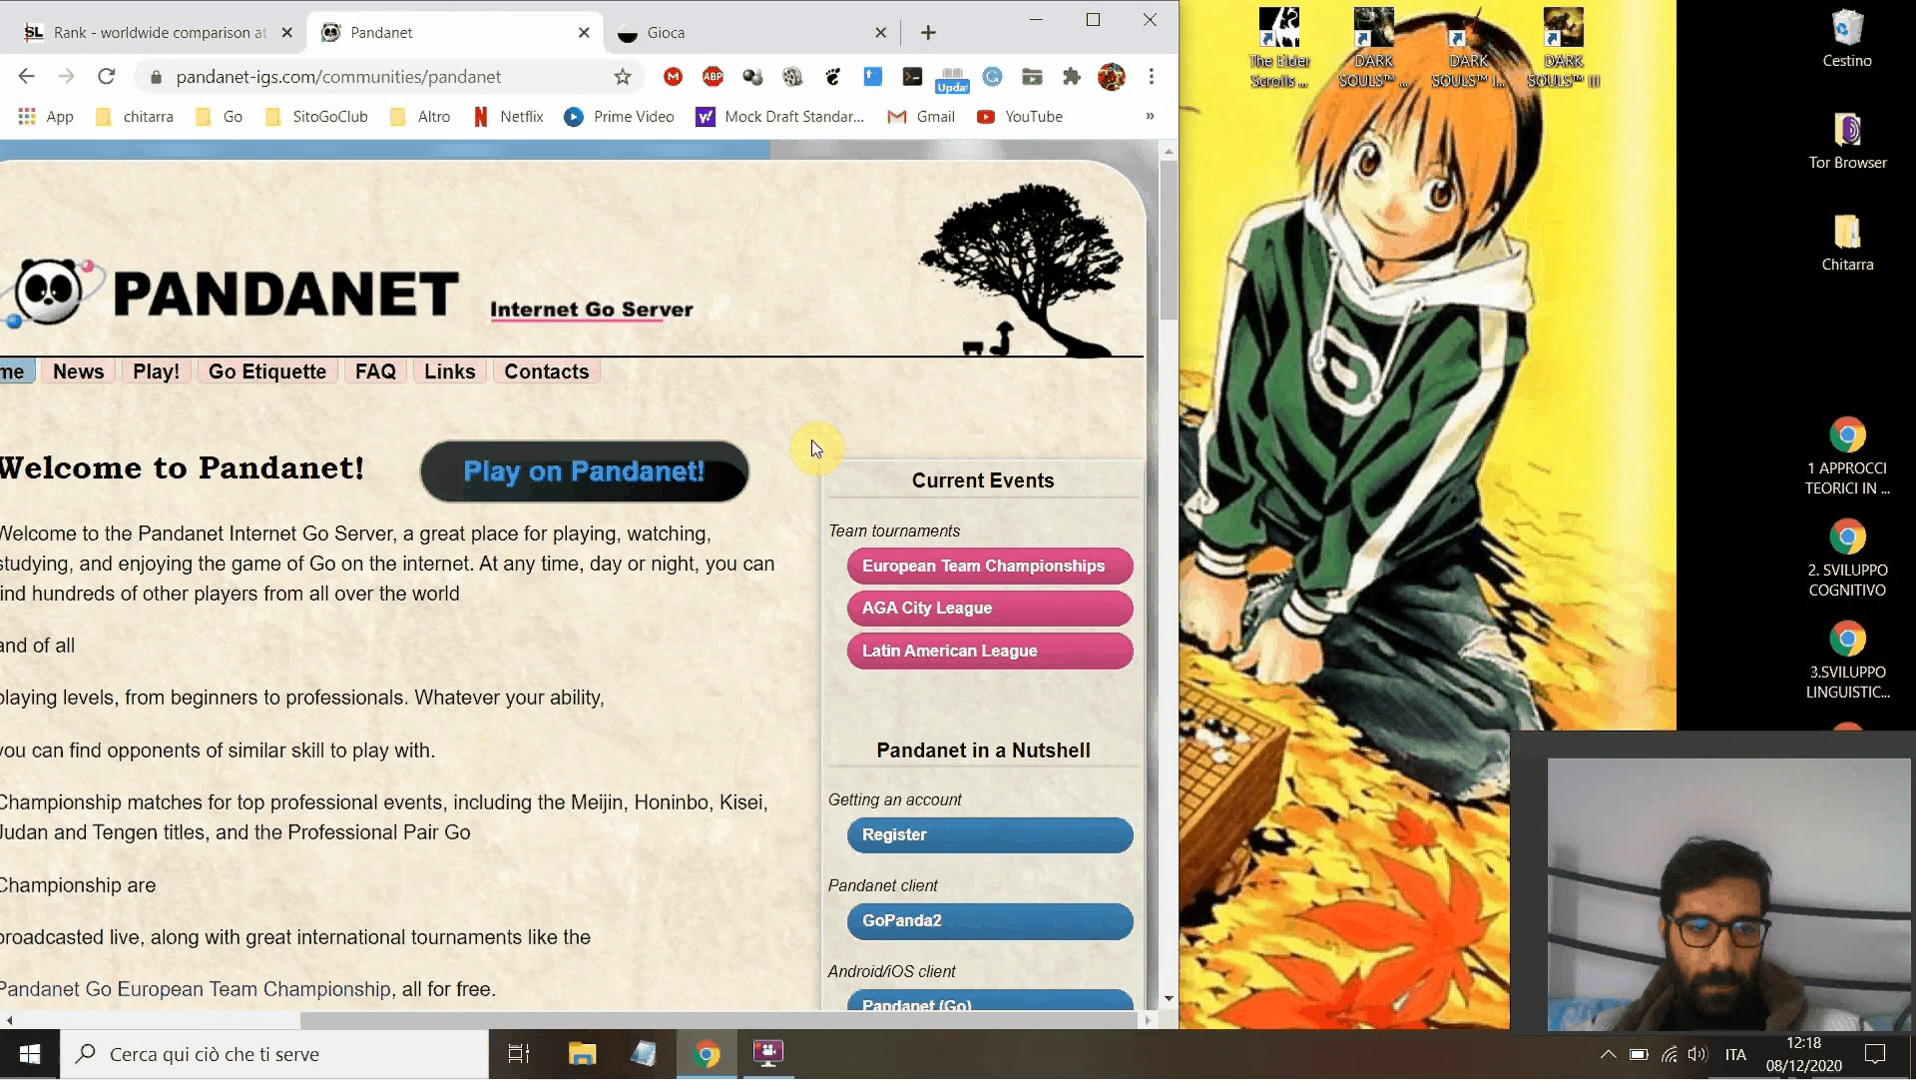 Rank - worldwide comparison at
Pandanet
Gioca
pandanet-igs.com/communities/pandanet
ABP
Upda
App
chitarra
Go
SitoGoClub
Altro
Netflix
Prime Video
Mock Draft Standar...
Gmail
YouTube
»
PANDANET
Internet Go Server
me
News
Play!
Go Etiquette
FAQ
Links
Contacts
Welcome to Pandanet!
Play on Pandanet!
Welcome to the Pandanet Internet Go Server, a great place for playing, watching,
studying, and enjoying the game of Go on the internet. At any time, day or night, you can
find hundreds of other players from all over the world
and of all
playing levels, from beginners to professionals. Whatever your ability,
you can find opponents of similar skill to play with.
Championship matches for top professional events, including the Meijin, Honinbo, Kisei,
Judan and Tengen titles, and the Professional Pair Go
Championship are
broadcasted live, along with great international tournaments like the
Pandanet Go European Team Championship, all for free.
Current Events
Team tournaments
European Team Championships
AGA City League
Latin American League
Pandanet in a Nutshell
Getting an account
Register
Pandanet client
GoPanda2
Android/iOS client
Pandanet (Go)
The Elder
Scrolls ...
DARK
SOULS™ ...
DARK
SOULS™ I...
DARK
SOULS™ III
Cestino
Tor Browser
Chitarra
1 APPROCCI
TEORICI IN ...
2. SVILUPPO
COGNITIVO
3.SVILUPPO
LINGUISTIC...
Cerca qui ciò che ti serve
ITA
12:18
08/12/2020